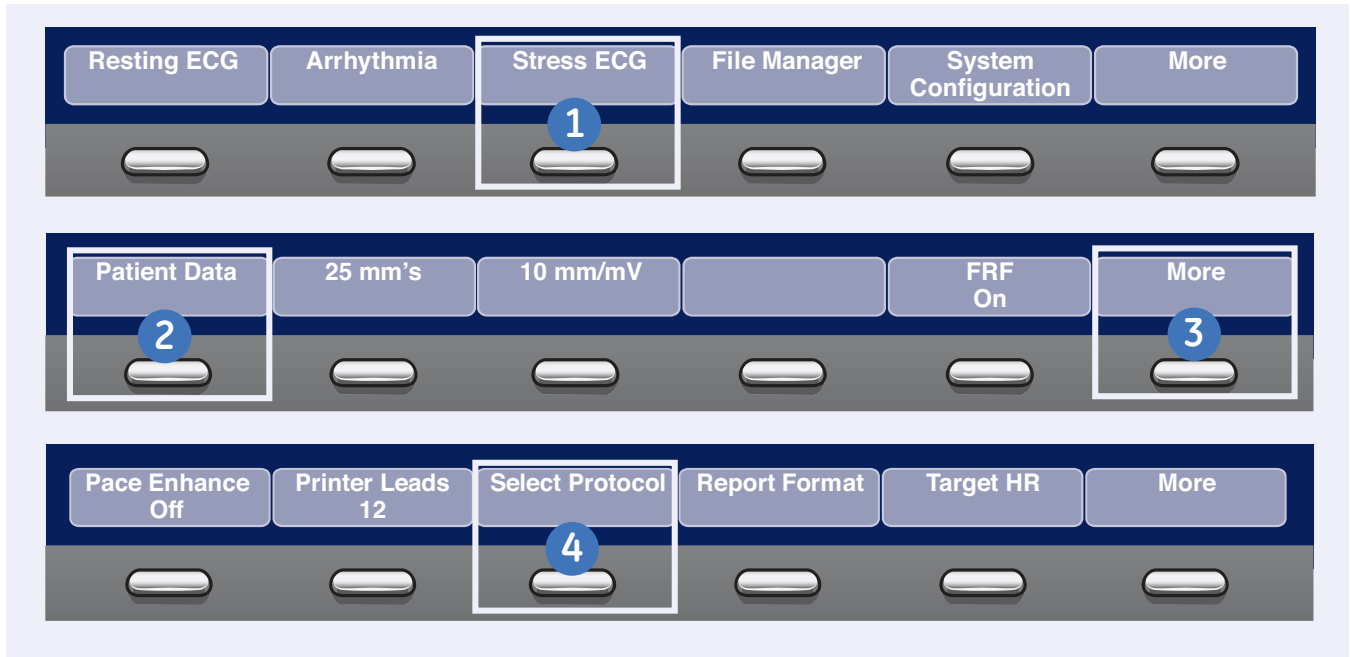 Resting ECG
Arrhythmia
Stress ECG
File Manager
System
Configuration
More
1
Patient Data
25 mm's
10 mm/mV
FRF
On
More
2
3
Pace Enhance
Off
Printer Leads
12
Select Protocol
Report Format
Target HR
More
4